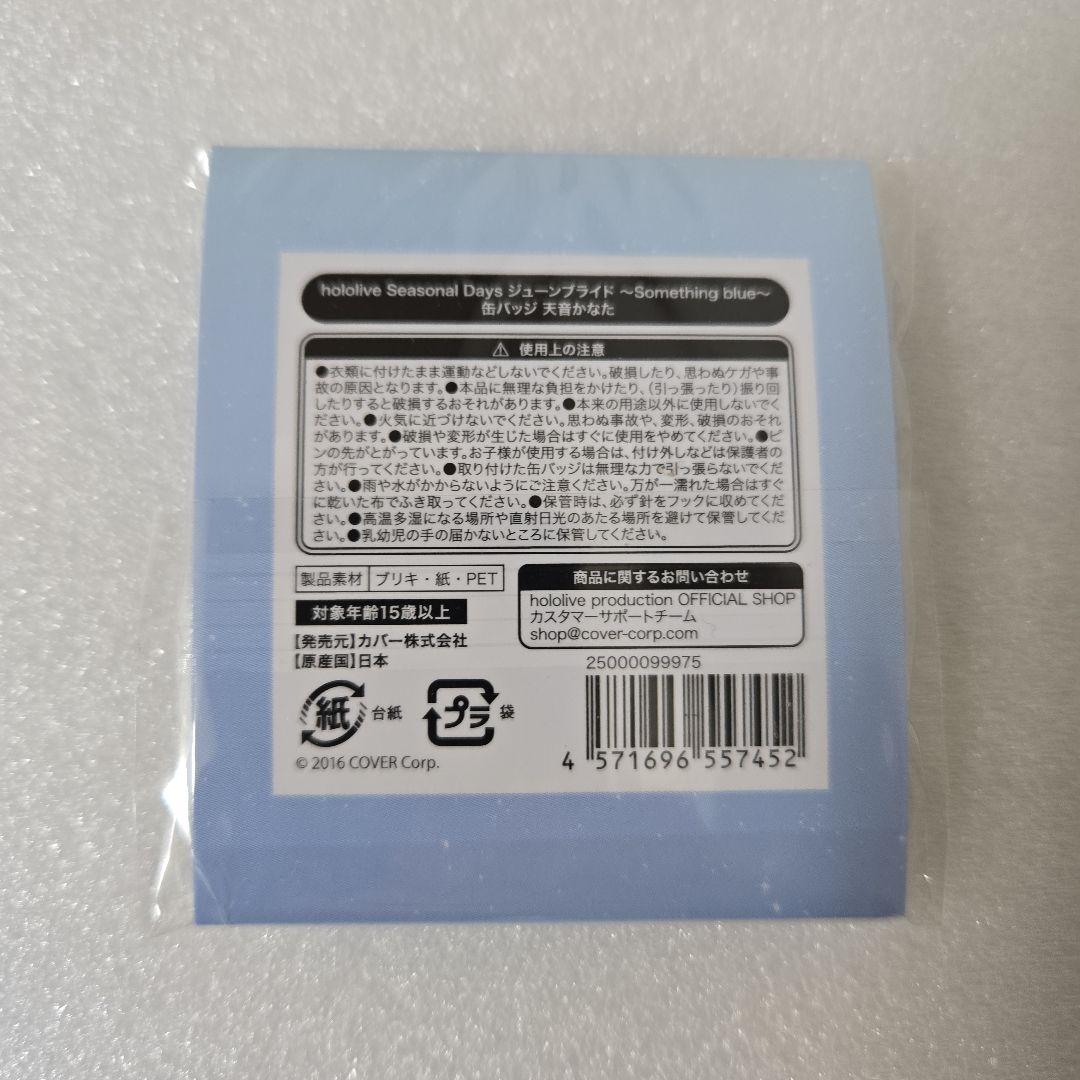 hololive Seasonal Days ジューンブライド 〜Something blue〜
缶バッジ 天音かなた
⚠ 使用上の注意
●衣類に付けたまま運動などしないでください。破損したり、思わぬケガや事
故の原因となります。●本品に無理な負担をかけたり、（引っ張ったり）振り回
したりすると破損するおそれがあります。●本来の用途以外に使用しないでく
ださい。●火気に近づけないでください。思わぬ事故や、変形、破損のおそれ
があります。●破損や変形が生じた場合はすぐに使用をやめてください。●ピ
ンの先がとがっています。お子様が使用する場合は、付け外しなどは保護者の
方が行ってください。●取り付けた缶バッジは無理な力で引っ張らないでくだ
さい。●雨や水がかからないようにご注意ください。万が一濡れた場合はすぐ
に乾いた布でふき取ってください。●保管時は、必ず針をフックに収めてくだ
さい。●高温多湿になる場所や直射日光のあたる場所を避けて保管してくだ
さい。●乳幼児の手の届かないところに保管してください。
製品素材 ブリキ・紙・PET
対象年齢15歳以上
【発売元】カバー株式会社
【原産国】日本
商品に関するお問い合わせ
hololive production OFFICIAL SHOP
カスタマーサポートチーム
shop@cover-corp.com
25000099975
紙 台紙 プラ 袋
© 2016 COVER Corp.
4 571696 557452